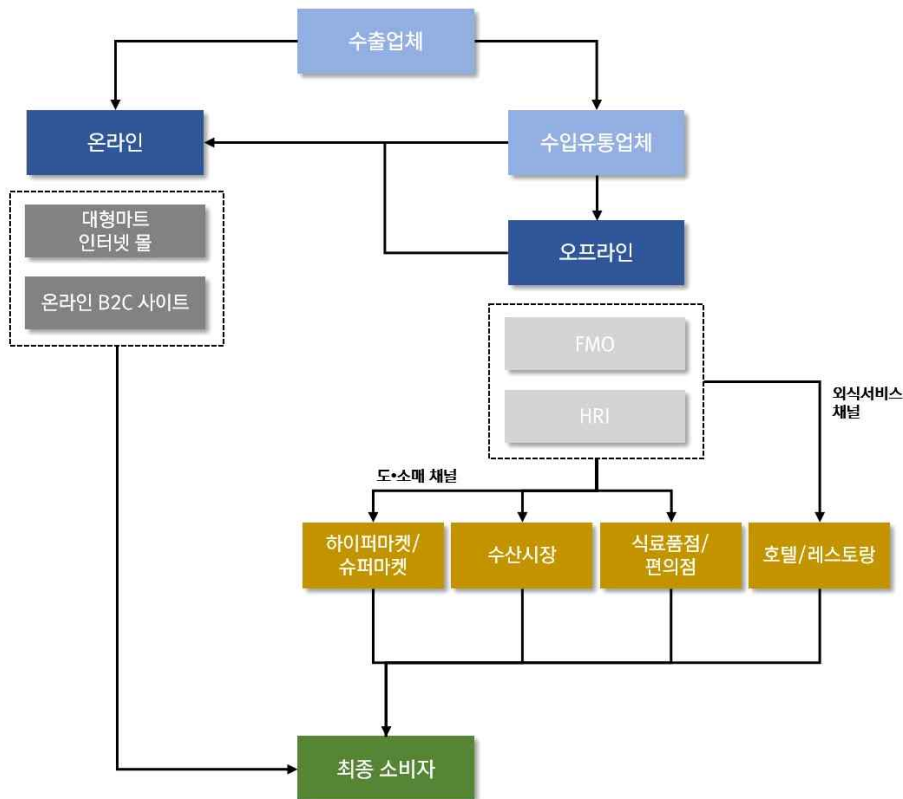 수출업체
온라인
수입유통업체
대형마트
인터넷 몰
오프라인
온라인 B2C 사이트
FMO
외식서비스
채널
HRI
도•소매 채널
하이퍼마켓/
슈퍼마켓
수산시장
식료품점/
편의점
호텔/레스토랑
최종 소비자